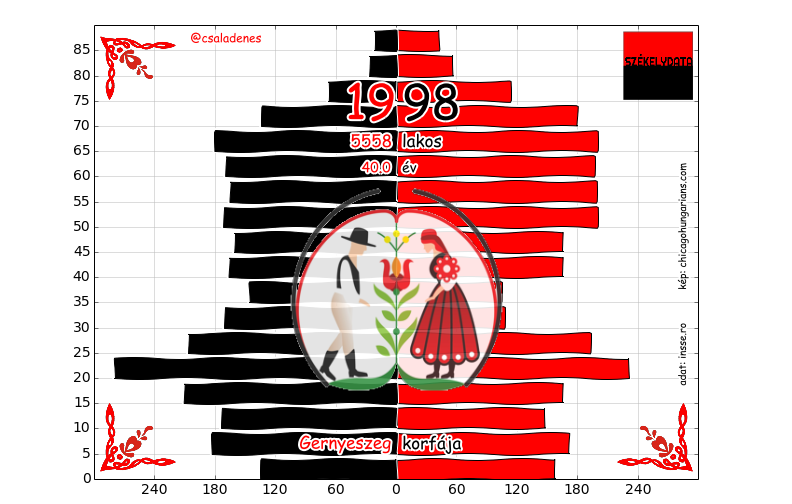 @csaladenes
SZÉKELYDATA
1998
5558 lakos
40.0 év
kép: chicagohungarians.com
adat: insse.ro
Gernyeszeg korfája
85
80
75
70
65
60
55
50
45
40
35
30
25
20
15
10
5
0
240 180 120 60 0 60 120 180 240